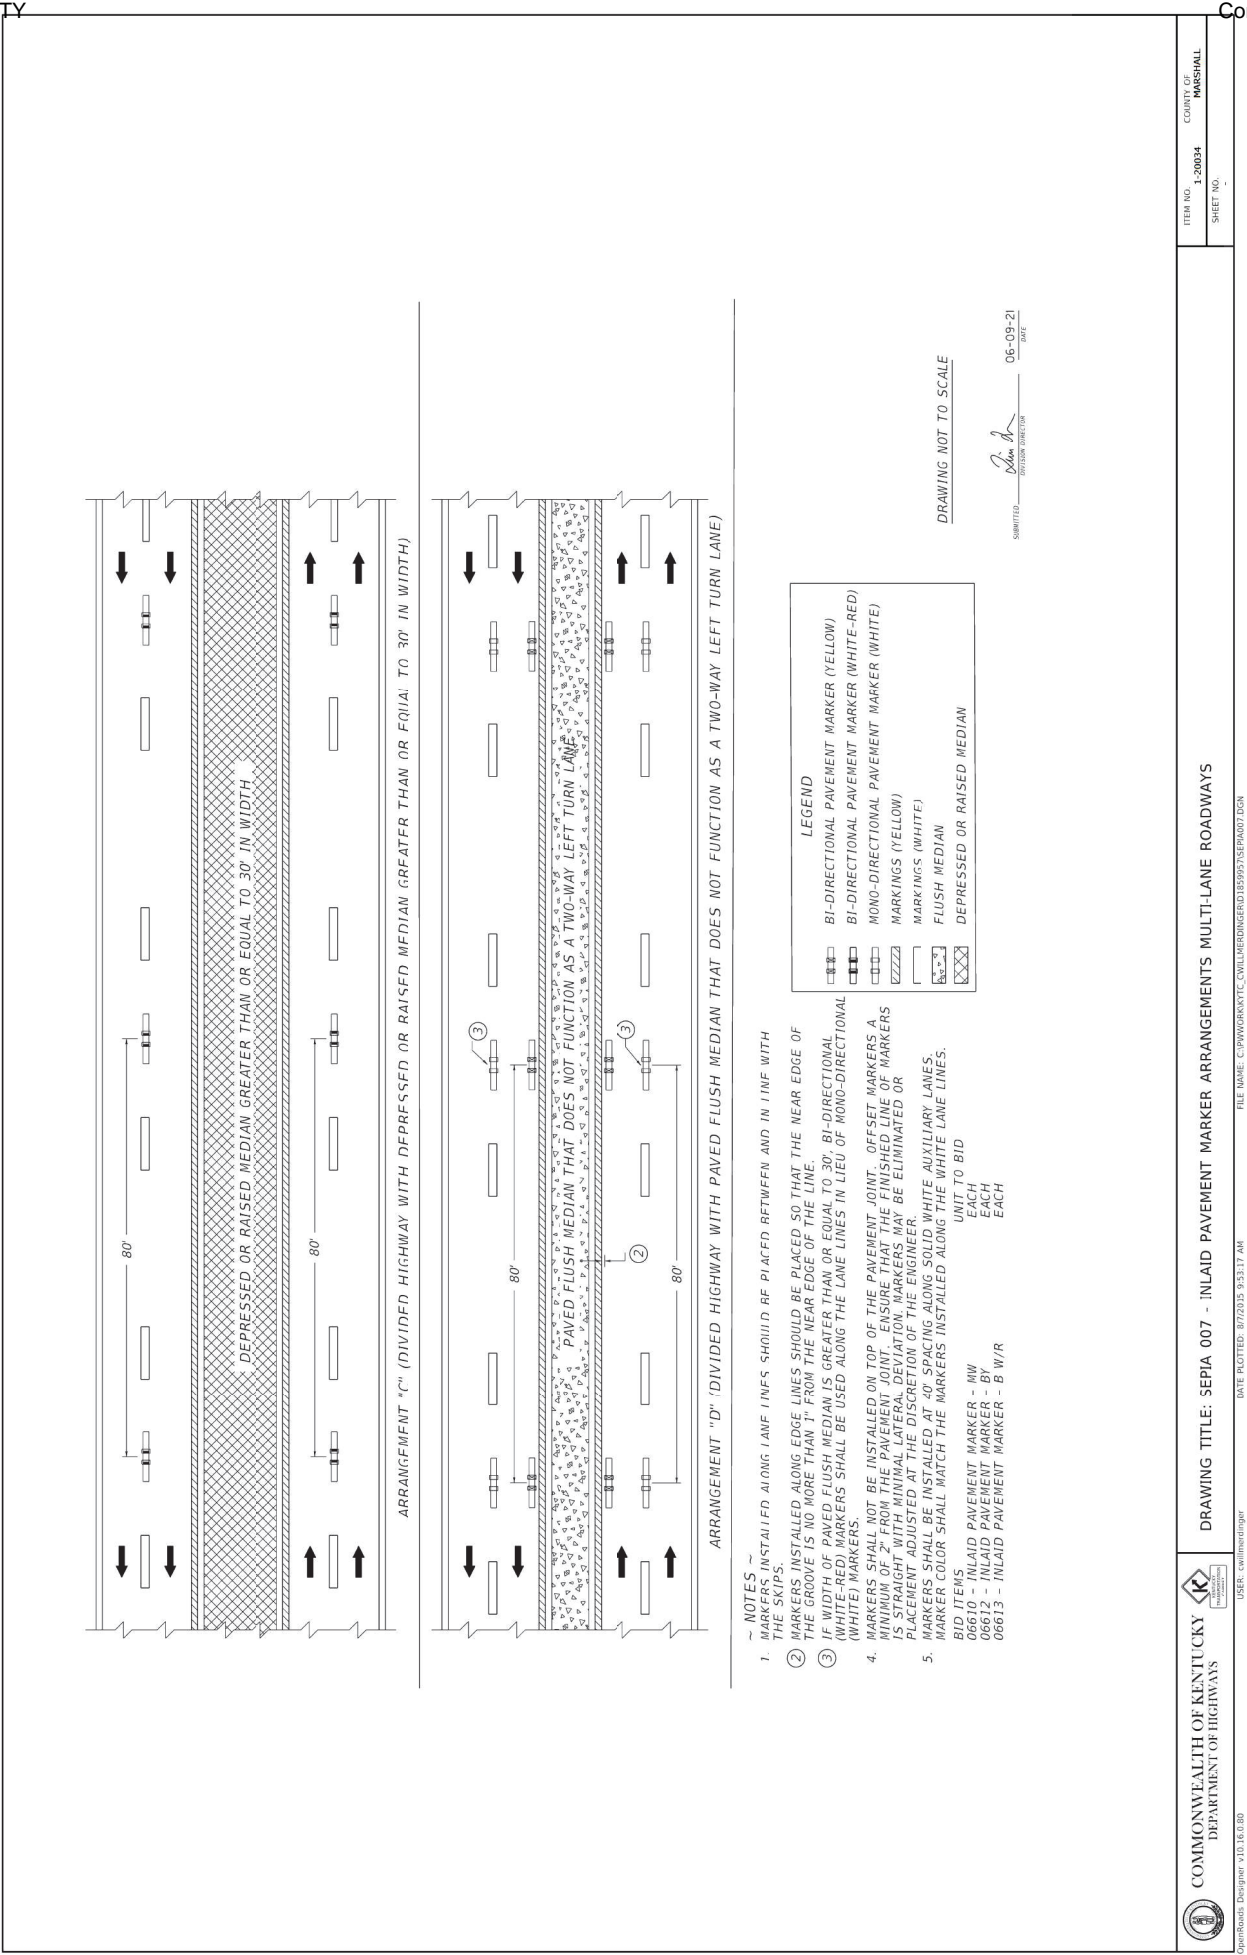 TY
Co
80'
DEPRESSED OR RAISED MEDIAN GREATER THAN OR EQUAL TO 30' IN WIDTH
80'
ARRANGEMENT "C" (DIVIDED HIGHWAY WITH DEPRESSED OR RAISED MEDIAN GREATER THAN OR EQUAL TO 30' IN WIDTH)
3
80'
PAVED FLUSH MEDIAN THAT DOES NOT FUNCTION AS A TWO-WAY LEFT TURN LANE
3
2
80'
ARRANGEMENT "D" (DIVIDED HIGHWAY WITH PAVED FLUSH MEDIAN THAT DOES NOT FUNCTION AS A TWO-WAY LEFT TURN LANE)
~ NOTES ~
1. MARKERS INSTALLED ALONG LANE LINES SHOULD BE PLACED BETWEEN AND IN LINE WITH
THE SKIPS.
2 MARKERS INSTALLED ALONG EDGE LINES SHOULD BE PLACED SO THAT THE NEAR EDGE OF
THE GROOVE IS NO MORE THAN 1" FROM THE NEAR EDGE OF THE LINE.
3 IF WIDTH OF PAVED FLUSH MEDIAN IS GREATER THAN OR EQUAL TO 30', BI-DIRECTIONAL
(WHITE-RED) MARKERS SHALL BE USED ALONG THE LANE LINES IN LIEU OF MONO-DIRECTIONAL
(WHITE) MARKERS.
4. MARKERS SHALL NOT BE INSTALLED ON TOP OF THE PAVEMENT JOINT. OFFSET MARKERS A
MINIMUM OF 2" FROM THE PAVEMENT JOINT. ENSURE THAT THE FINISHED LINE OF MARKERS
IS STRAIGHT WITH MINIMAL LATERAL DEVIATION. MARKERS MAY BE ELIMINATED OR
PLACEMENT ADJUSTED AT THE DISCRETION OF THE ENGINEER.
5. MARKERS SHALL BE INSTALLED AT 40' SPACING ALONG SOLID WHITE AUXILIARY LANES.
MARKER COLOR SHALL MATCH THE MARKERS INSTALLED ALONG THE WHITE LANE LINES.
BID ITEMS UNIT TO BID
06610 - INLAID PAVEMENT MARKER - MW EACH
06612 - INLAID PAVEMENT MARKER - BY EACH
06613 - INLAID PAVEMENT MARKER - B W/R EACH
LEGEND
BI-DIRECTIONAL PAVEMENT MARKER (YELLOW)
BI-DIRECTIONAL PAVEMENT MARKER (WHITE-RED)
MONO-DIRECTIONAL PAVEMENT MARKER (WHITE)
MARKINGS (YELLOW)
MARKINGS (WHITE)
FLUSH MEDIAN
DEPRESSED OR RAISED MEDIAN
DRAWING NOT TO SCALE
SUBMITTED DIVISION DIRECTOR
06-09-21
DATE
COMMONWEALTH OF KENTUCKY
DEPARTMENT OF HIGHWAYS
KENTUCKY
TRANSPORTATION
DRAWING TITLE: SEPIA 007 - INLAID PAVEMENT MARKER ARRANGEMENTS MULTI-LANE ROADWAYS
ITEM NO.
1-20034
COUNTY OF
MARSHALL
SHEET NO.
-
OpenRoads Designer v10.16.0.80
USER: cwillmerdinger
DATE PLOTTED: 8/7/2015 9:53:17 AM
FILE NAME: C:\PWWORK\KYTC_CWILLMERDINGER\D1859957\SEPIA007.DGN